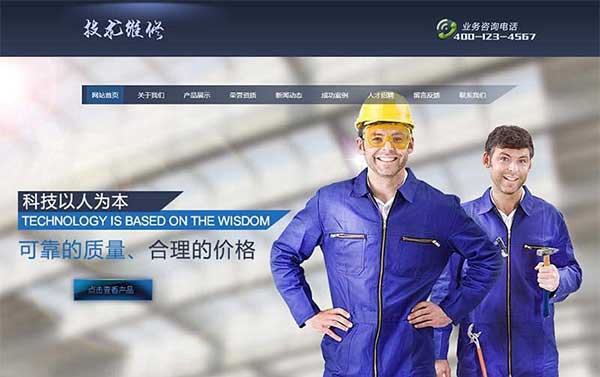 技术维修
业务咨询电话
400-123-4567
网站首页 关于我们 产品展示 荣誉资质 新闻动态 成功案例 人才招聘 留言反馈 联系我们
科技以人为本
TECHNOLOGY IS BASED ON THE WISDOM
可靠的质量、合理的价格
点击查看产品